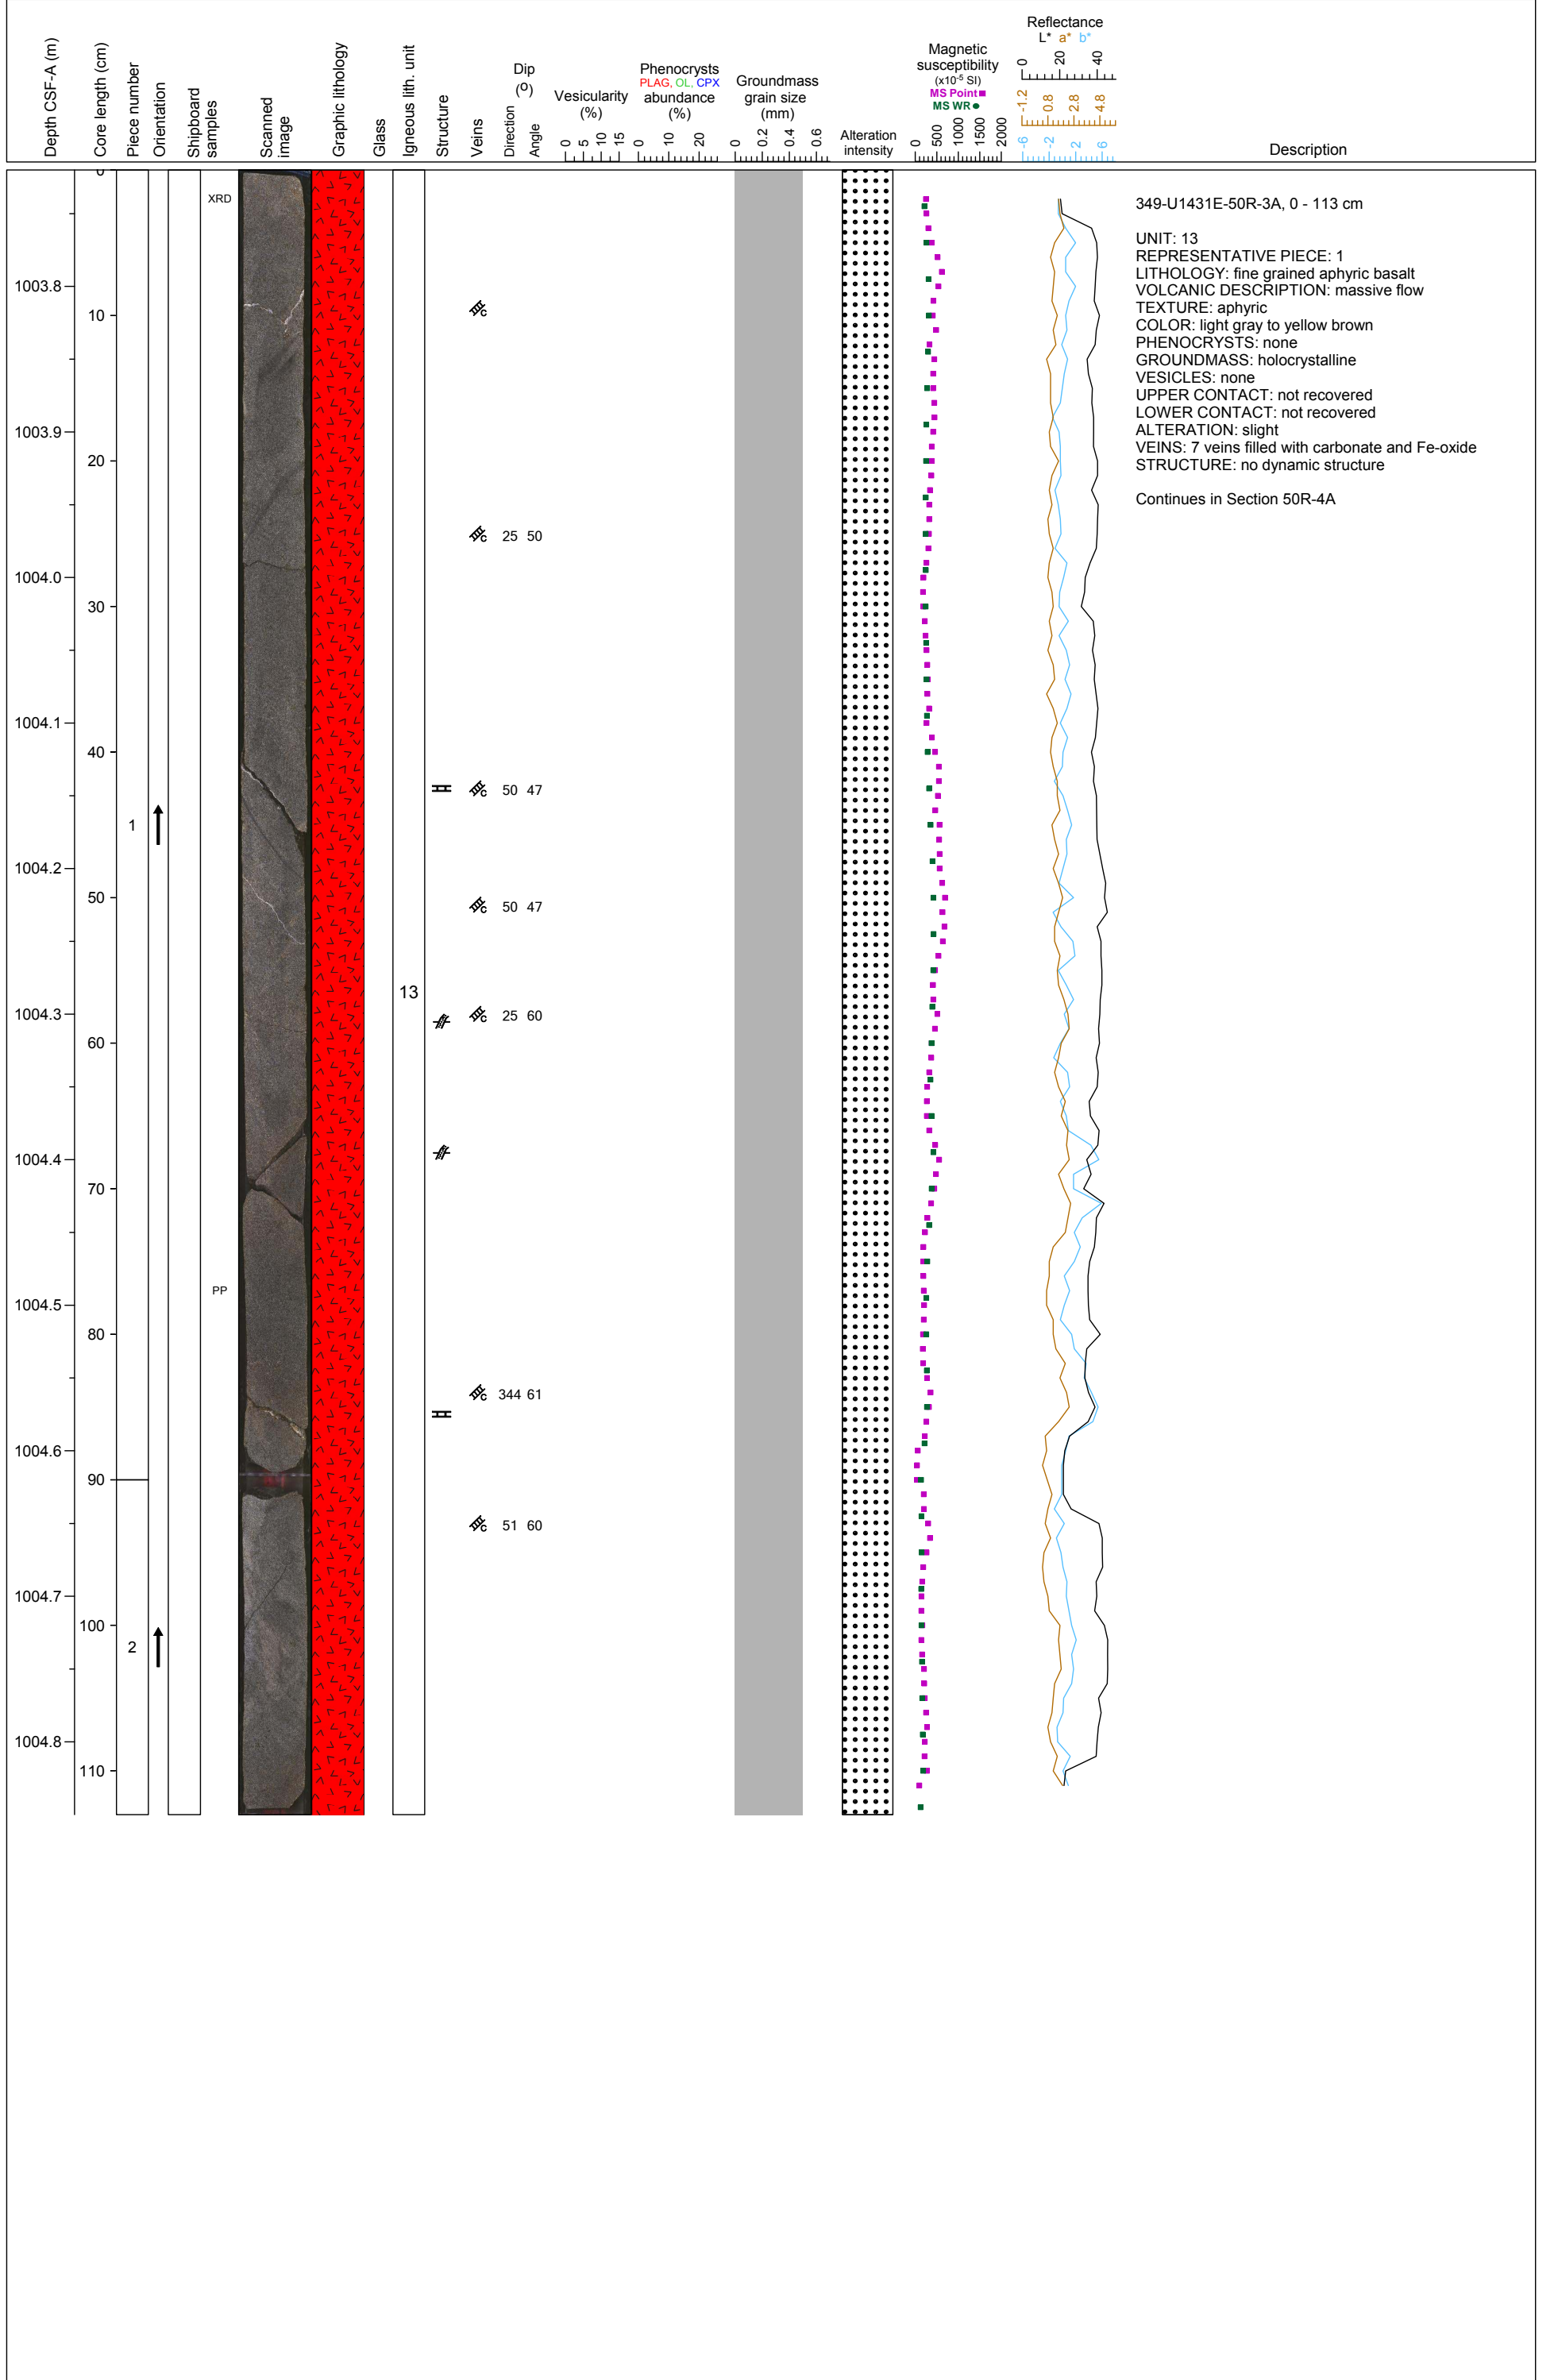 Depth CSF-A (m)
Core length (cm)
Piece number
Orientation
Shipboard
samples
Scanned
image
Graphic lithology
Glass
Igneous lith. unit
Structure
Veins
Dip
(º)
Direction
Angle
Vesicularity
(%)
0 5 10 15
Phenocrysts
PLAG, OL, CPX
abundance
(%)
0 10 20
Groundmass
grain size
(mm)
0 0.2 0.4 0.6
Alteration
intensity
Magnetic
susceptibility
(x10-5 SI)
MS Point
MS WR
0 500 1000 1500 2000
Reflectance
L* a* b*
0 20 40
-1.2 0.8 2.8 4.8
-6 -2 2 6
Description
0
XRD
349-U1431E-50R-3A, 0 - 113 cm
UNIT: 13
REPRESENTATIVE PIECE: 1
LITHOLOGY: fine grained aphyric basalt
VOLCANIC DESCRIPTION: massive flow
TEXTURE: aphyric
COLOR: light gray to yellow brown
PHENOCRYSTS: none
GROUNDMASS: holocrystalline
VESICLES: none
UPPER CONTACT: not recovered
LOWER CONTACT: not recovered
ALTERATION: slight
VEINS: 7 veins filled with carbonate and Fe-oxide
STRUCTURE: no dynamic structure
Continues in Section 50R-4A
1003.8
10
c
1003.9
20
c 25 50
1004.0
30
1004.1
40
c 50 47
1
1004.2
50
c 50 47
13
1004.3
c 25 60
60
1004.4
70
PP
1004.5
80
c 344 61
1004.6
90
c 51 60
1004.7
100
2
1004.8
110